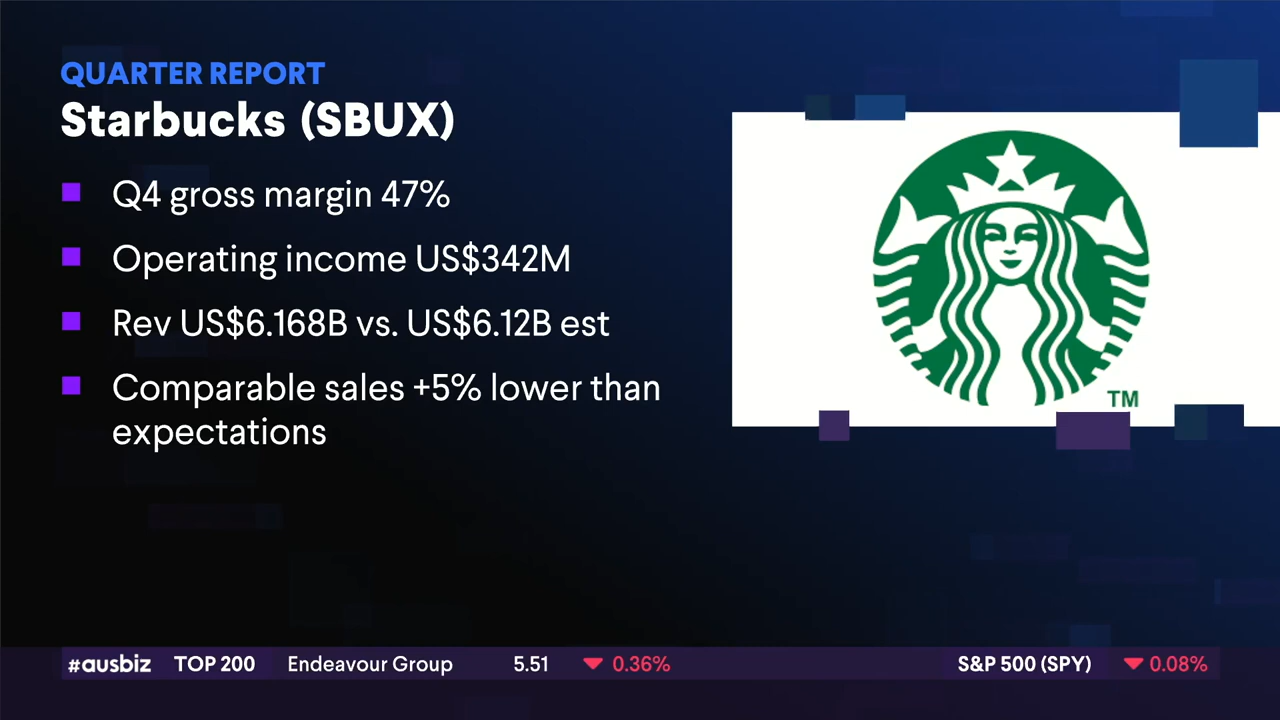 QUARTER REPORT
Starbucks (SBUX)
Q4 gross margin 47%
Operating income US$342M
Rev US$6.168B vs. US$6.12B est
Comparable sales +5% lower than
expectations
TM
#ausbiz TOP 200 Endeavour Group 5.51 0.36% S&P 500 (SPY) 0.08%